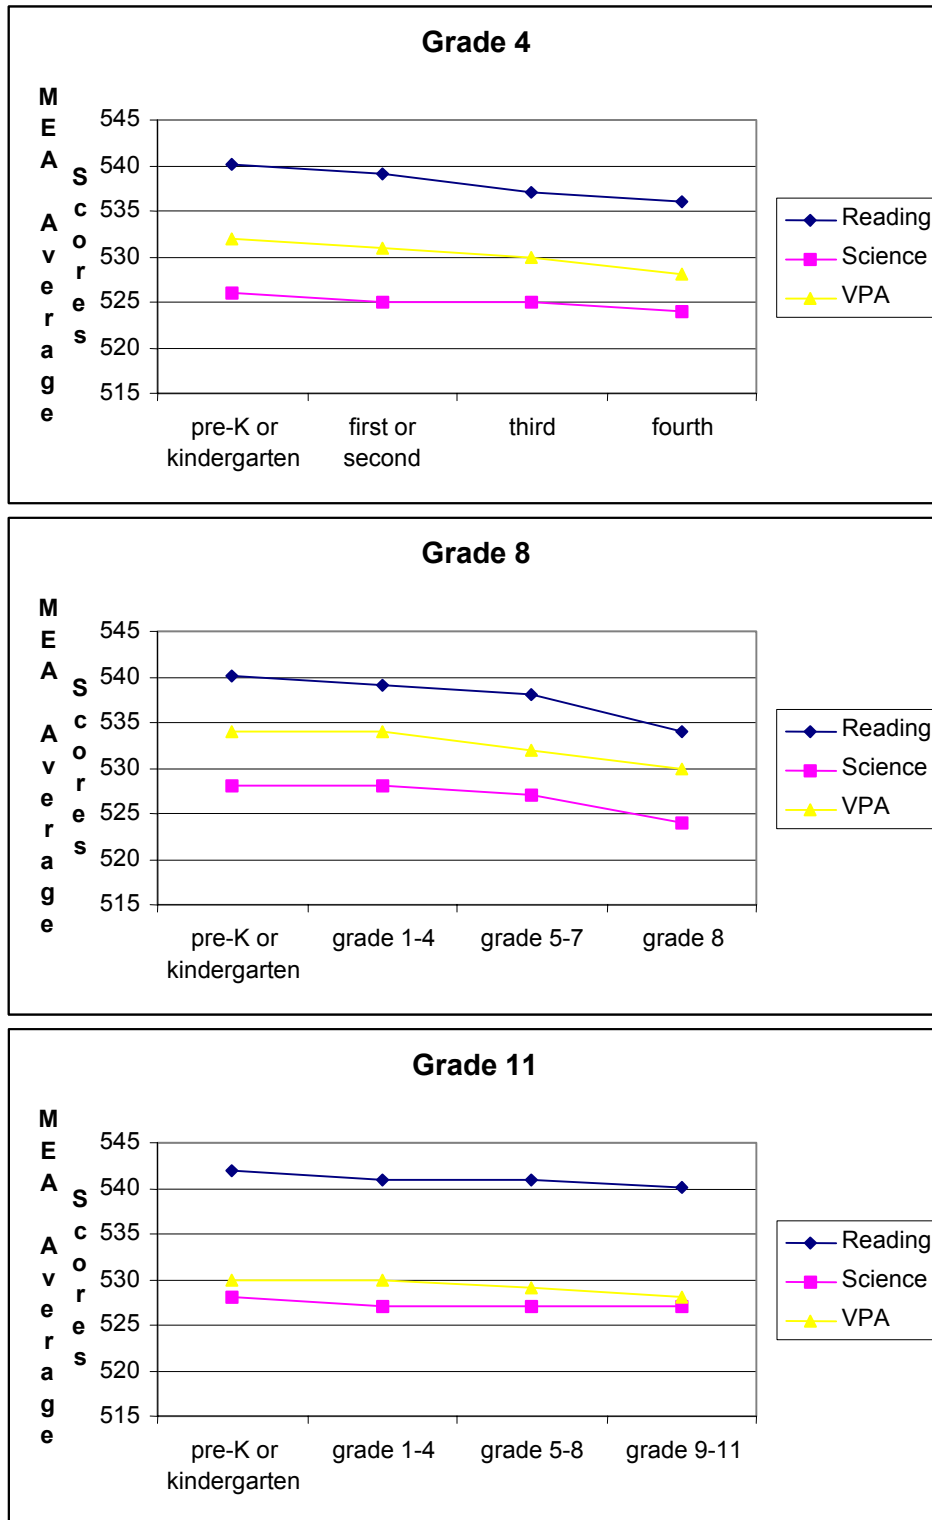 Grade 4
MEA Average
Scores
545
540
535
530
525
520
515
pre-K or
kindergarten
first or
second
third
fourth
Reading
Science
VPA
Grade 8
MEA Average
Scores
545
540
535
530
525
520
515
pre-K or
kindergarten
grade 1-4
grade 5-7
grade 8
Reading
Science
VPA
Grade 11
MEA Average
Scores
545
540
535
530
525
520
515
pre-K or
kindergarten
grade 1-4
grade 5-8
grade 9-11
Reading
Science
VPA